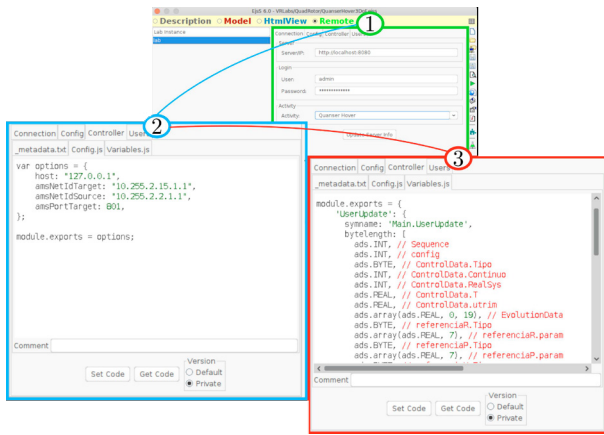 EjsS 6.0 - VRLabs/QuadRotor/QuanserHover3DoF.ejss
Description Model HtmlView Remote
1
Lab Instance
lab
Connection Config Controller Users
Server
ServerIP: http://localhost:8080
Login
User: admin
Password: *************
Activity
Activity: Quanser Hover
Update Server Info
2
Connection Config Controller Users
_metadata.txt Config.js Variables.js
var options = {
host: "127.0.0.1",
amsNetIdTarget: "10.255.2.15.1.1",
amsNetIdSource: "10.255.2.2.1.1",
amsPortTarget: 801,
};
module.exports = options;
Comment
Version
Set Code Get Code Default
Private
3
Connection Config Controller Users
_metadata.txt Config.js Variables.js
module.exports = {
'UserUpdate': {
symname: 'Main.UserUpdate',
bytelength: [
ads.INT, // Sequence
ads.INT, // config
ads.BYTE, // ControlData.Tipo
ads.INT, // ControlData.Continuo
ads.INT, // ControlData.RealSys
ads.REAL, // ControlData.T
ads.REAL, // ControlData.utrim
ads.array(ads.REAL, 0, 19), // EvolutionData
ads.BYTE, // referenciaR.Tipo
ads.array(ads.REAL, 7), // referenciaR.param
ads.BYTE, // referenciaP.Tipo
ads.array(ads.REAL, 7), // referenciaP.param
Comment
Version
Set Code Get Code Default
Private